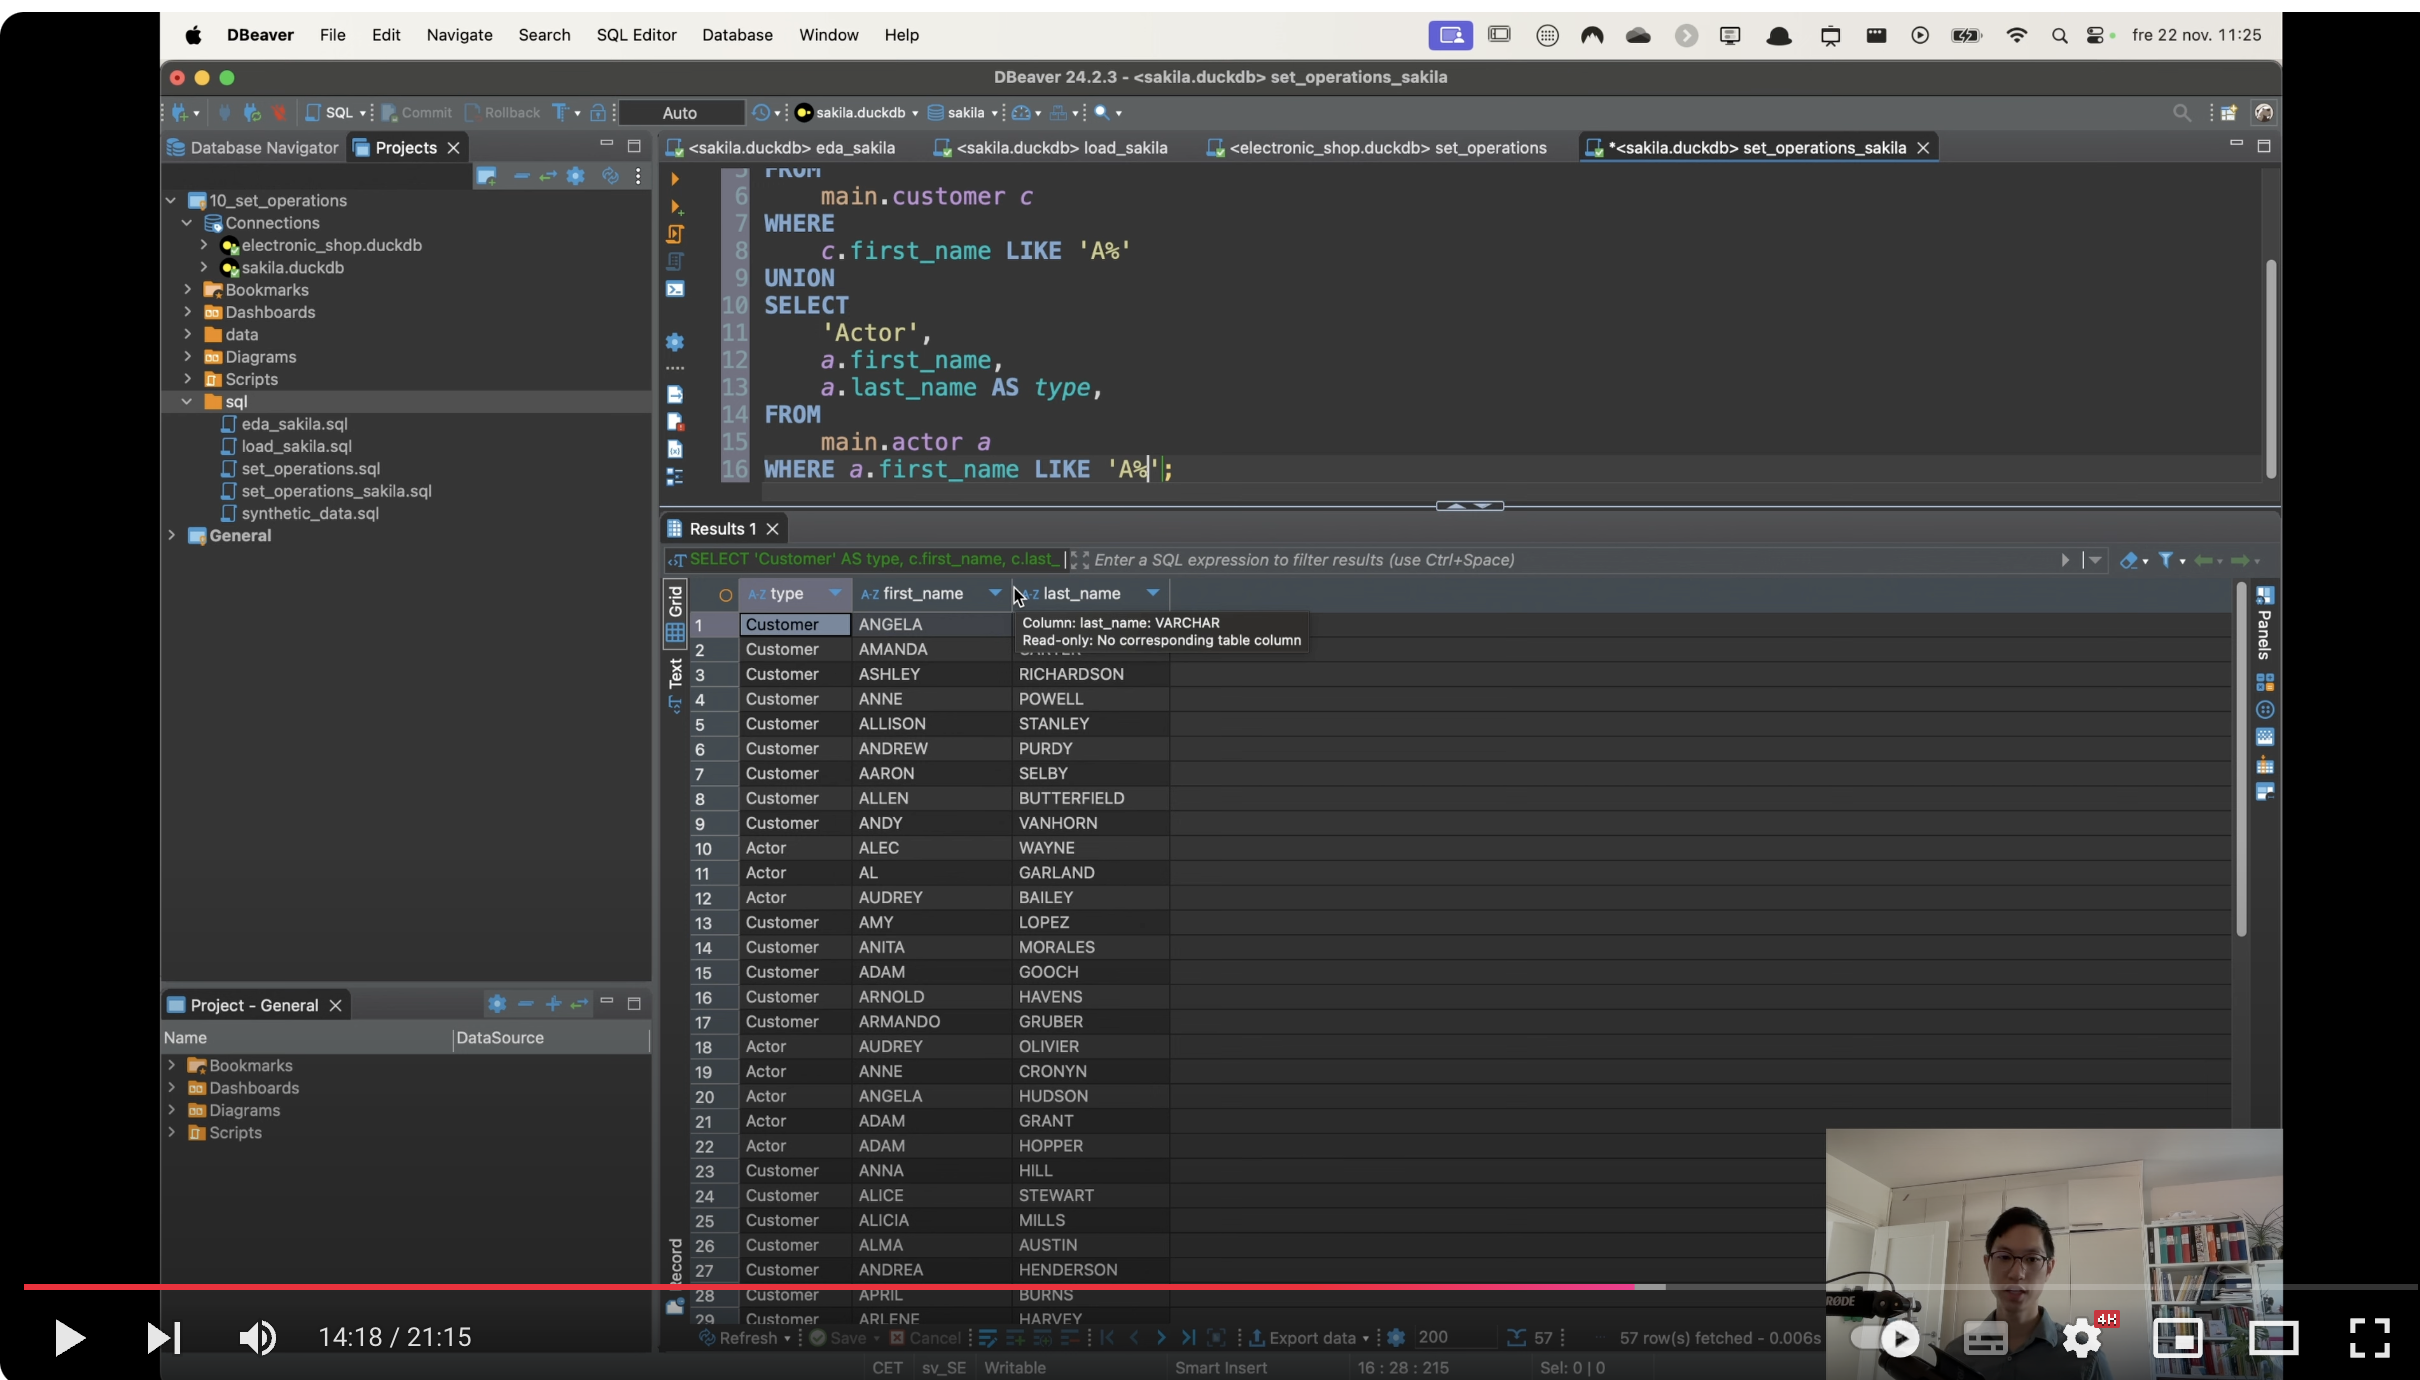 DBeaver File Edit Navigate Search SQL Editor Database Window Help fre 22 nov. 11:25
DBeaver 24.2.3 - <sakila.duckdb> set_operations_sakila
SQL Commit Rollback Auto sakila.duckdb sakila
Database Navigator Projects
<sakila.duckdb> eda_sakila <sakila.duckdb> load_sakila <electronic_shop.duckdb> set_operations *<sakila.duckdb> set_operations_sakila
10_set_operations
Connections
electronic_shop.duckdb
sakila.duckdb
Bookmarks
Dashboards
data
Diagrams
Scripts
sql
eda_sakila.sql
load_sakila.sql
set_operations.sql
set_operations_sakila.sql
synthetic_data.sql
General
5 FROM
6 main.customer c
7 WHERE
8 c.first_name LIKE 'A%'
9 UNION
10 SELECT
11 'Actor',
12 a.first_name,
13 a.last_name AS type,
14 FROM
15 main.actor a
16 WHERE a.first_name LIKE 'A%';
Results 1
SELECT 'Customer' AS type, c.first_name, c.last_ Enter a SQL expression to filter results (use Ctrl+Space)
Grid
Text
Record
Panels
A-Z type A-Z first_name A-Z last_name
Column: last_name: VARCHAR
Read-only: No corresponding table column
1 Customer ANGELA
2 Customer AMANDA CARTER
3 Customer ASHLEY RICHARDSON
4 Customer ANNE POWELL
5 Customer ALLISON STANLEY
6 Customer ANDREW PURDY
7 Customer AARON SELBY
8 Customer ALLEN BUTTERFIELD
9 Customer ANDY VANHORN
10 Actor ALEC WAYNE
11 Actor AL GARLAND
12 Actor AUDREY BAILEY
13 Customer AMY LOPEZ
14 Customer ANITA MORALES
15 Customer ADAM GOOCH
16 Customer ARNOLD HAVENS
17 Customer ARMANDO GRUBER
18 Actor AUDREY OLIVIER
19 Actor ANNE CRONYN
20 Actor ANGELA HUDSON
21 Actor ADAM GRANT
22 Actor ADAM HOPPER
23 Customer ANNA HILL
24 Customer ALICE STEWART
25 Customer ALICIA MILLS
26 Customer ALMA AUSTIN
27 Customer ANDREA HENDERSON
28 Customer APRIL BURNS
29 Customer ARLENE HARVEY
Project - General
Name DataSource
Bookmarks
Dashboards
Diagrams
Scripts
RØDE
14:18 / 21:15
Refresh Save Cancel Export data 200 57 57 row(s) fetched - 0.006s
4K
CET sv_SE Writable Smart Insert 16 : 28 : 215 Sel: 0 | 0